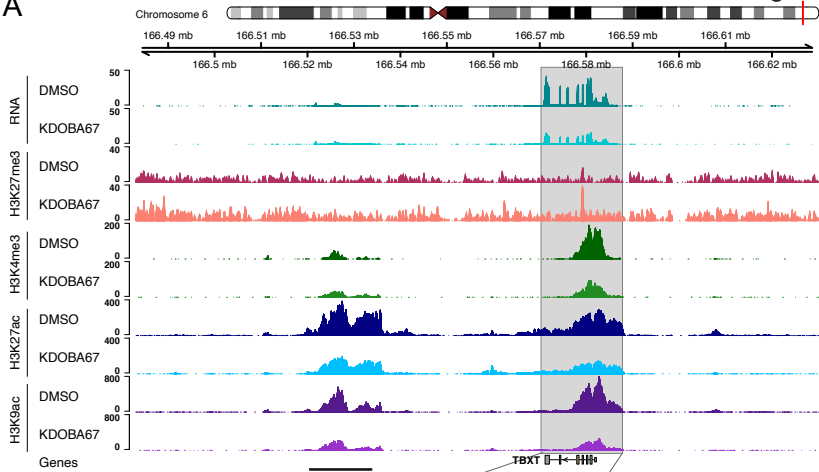 A
Chromosome 6
166.49 mb 166.51 mb 166.53 mb 166.55 mb 166.57 mb 166.59 mb 166.61 mb
166.5 mb 166.52 mb 166.54 mb 166.56 mb 166.58 mb 166.6 mb 166.62 mb
RNA
50
DMSO
0
50
KDOBA67
0
H3K27me3
40
DMSO
0
40
KDOBA67
0
H3K4me3
200
DMSO
0
200
KDOBA67
0
H3K27ac
400
DMSO
0
400
KDOBA67
0
H3K9ac
800
DMSO
0
800
KDOBA67
0
Genes
TBXT